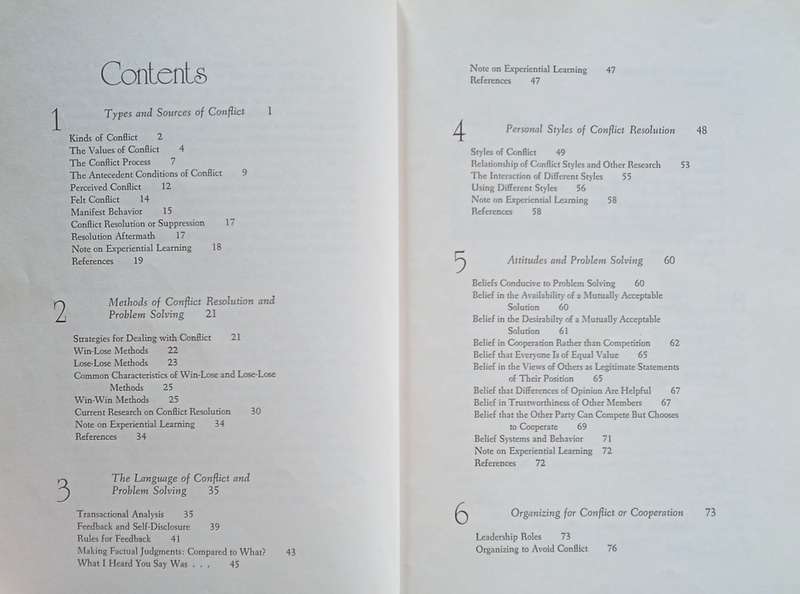 Contents
1 Types and Sources of Conflict 1
Kinds of Conflict 2
The Values of Conflict 4
The Conflict Process 7
The Antecedent Conditions of Conflict 9
Perceived Conflict 12
Felt Conflict 14
Manifest Behavior 15
Conflict Resolution or Suppression 17
Resolution Aftermath 17
Note on Experiential Learning 18
References 19
2 Methods of Conflict Resolution and
Problem Solving 21
Strategies for Dealing with Conflict 21
Win-Lose Methods 22
Lose-Lose Methods 23
Common Characteristics of Win-Lose and Lose-Lose
Methods 25
Win-Win Methods 25
Current Research on Conflict Resolution 30
Note on Experiential Learning 34
References 34
3 The Language of Conflict and
Problem Solving 35
Transactional Analysis 35
Feedback and Self-Disclosure 39
Rules for Feedback 41
Making Factual Judgments: Compared to What? 43
What I Heard You Say Was . . . 45
Note on Experiential Learning 47
References 47
4 Personal Styles of Conflict Resolution 48
Styles of Conflict 49
Relationship of Conflict Styles and Other Research 53
The Interaction of Different Styles 55
Using Different Styles 56
Note on Experiential Learning 58
References 58
5 Attitudes and Problem Solving 60
Beliefs Conducive to Problem Solving 60
Belief in the Availability of a Mutually Acceptable
Solution 60
Belief in the Desirabilty of a Mutually Acceptable
Solution 61
Belief in Cooperation Rather than Competition 62
Belief that Everyone Is of Equal Value 65
Belief in the Views of Others as Legitimate Statements
of Their Position 65
Belief that Differences of Opinion Are Helpful 67
Belief in Trustworthiness of Other Members 67
Belief that the Other Party Can Compete But Chooses
to Cooperate 69
Belief Systems and Behavior 71
Note on Experiential Learning 72
References 72
6 Organizing for Conflict or Cooperation 73
Leadership Roles 73
Organizing to Avoid Conflict 76